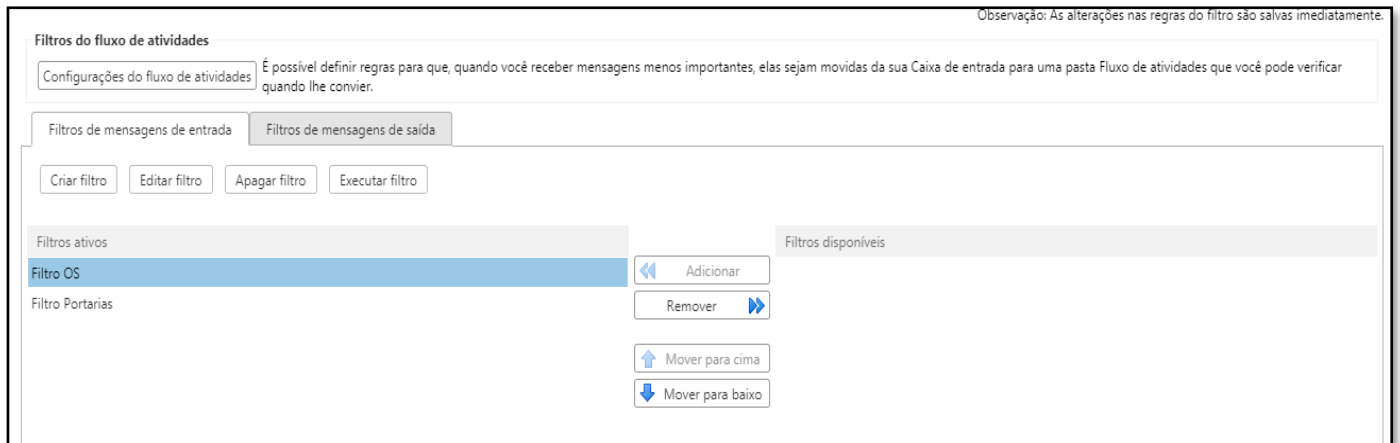 Observação: As alterações nas regras do filtro são salvas imediatamente.
Filtros do fluxo de atividades
Configurações do fluxo de atividades
É possível definir regras para que, quando você receber mensagens menos importantes, elas sejam movidas da sua Caixa de entrada para uma pasta Fluxo de atividades que você pode verificar
quando lhe convier.
Filtros de mensagens de entrada
Filtros de mensagens de saída
Criar filtro
Editar filtro
Apagar filtro
Executar filtro
Filtros ativos
Filtros disponíveis
Filtro OS
Adicionar
Filtro Portarias
Remover
Mover para cima
Mover para baixo